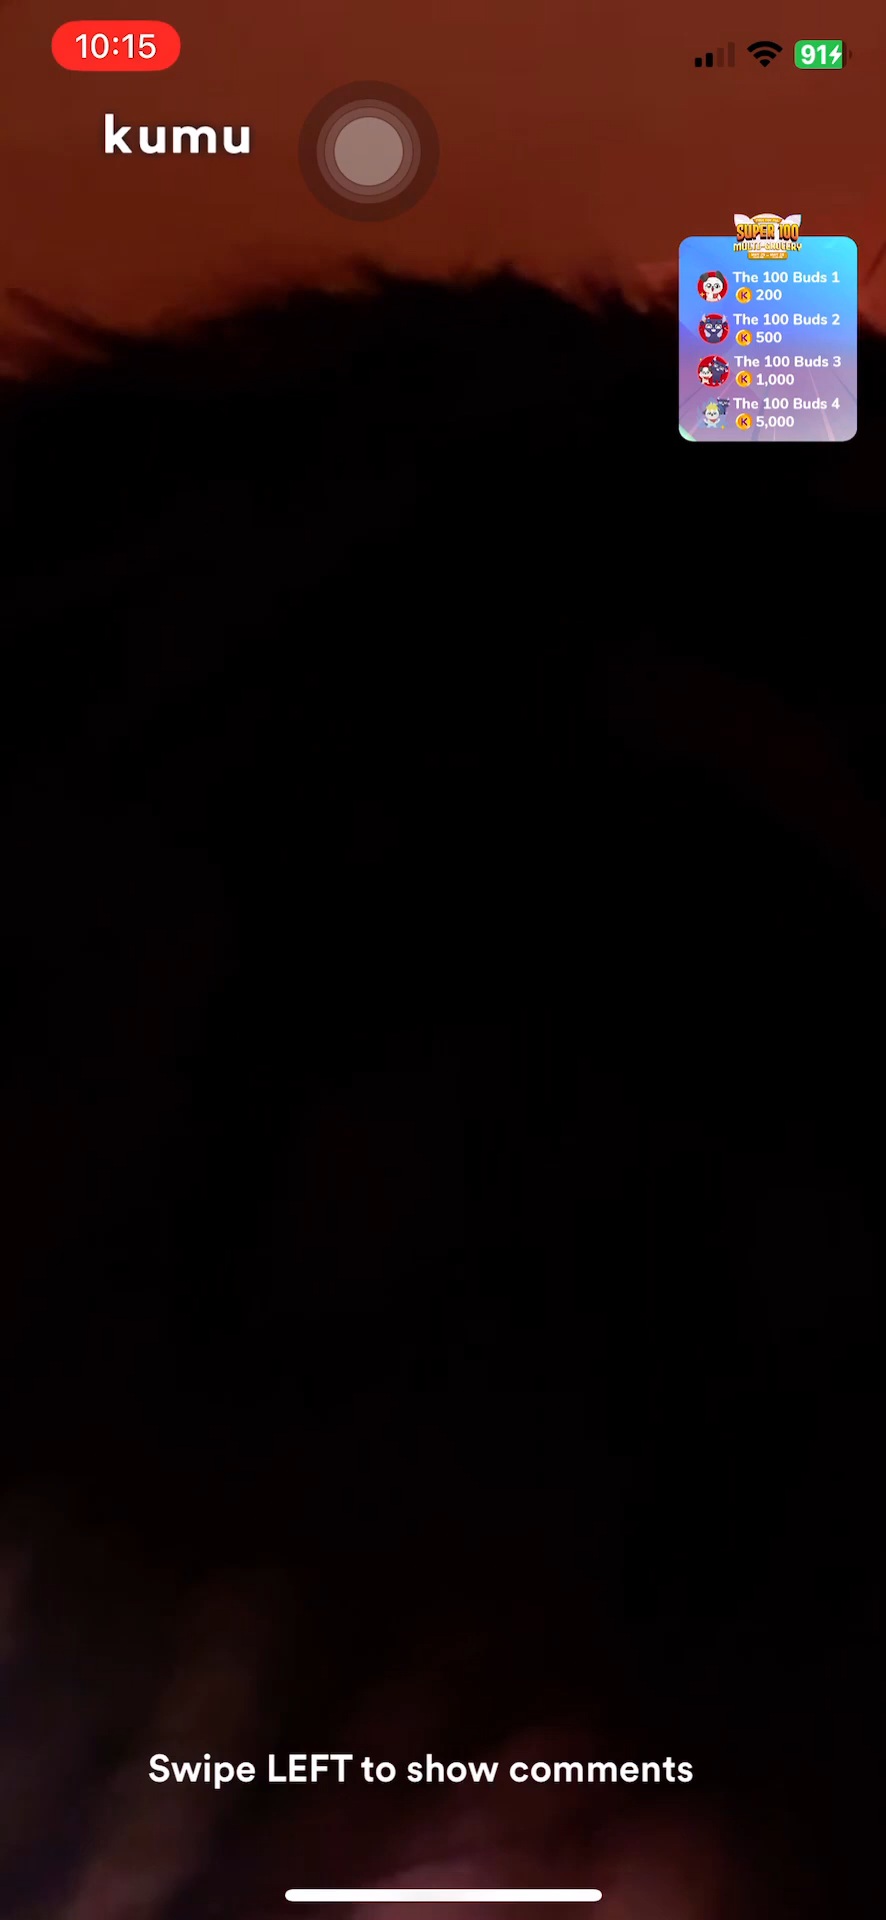 10:15
91
kumu
SUPER 100
The 100 Buds 1
K 200
The 100 Buds 2
K 500
The 100 Buds 3
K 1,000
The 100 Buds 4
K 5,000
Swipe LEFT to show comments